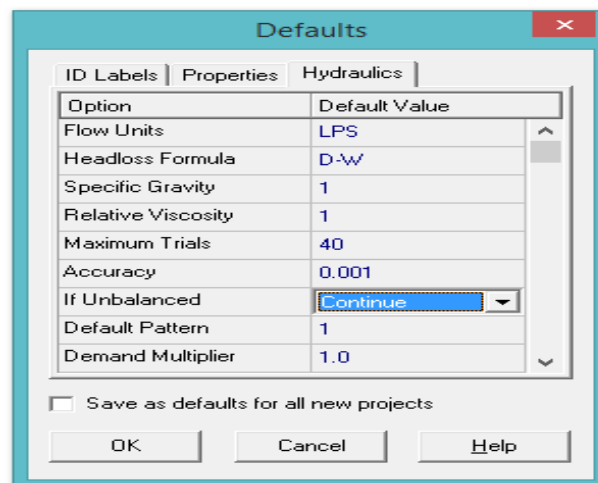 Defaults
ID Labels Properties Hydraulics
Option Default Value
Flow Units LPS
Headloss Formula D-W
Specific Gravity 1
Relative Viscosity 1
Maximum Trials 40
Accuracy 0.001
If Unbalanced Continue
Default Pattern 1
Demand Multiplier 1.0
Save as defaults for all new projects
OK Cancel Help